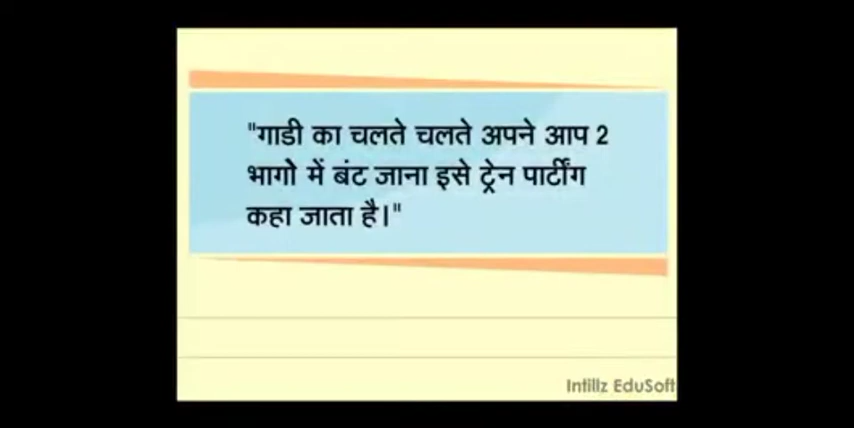 "गाडी का चलते चलते अपने आप 2
भागोे में बंट जाना इसे ट्रेन पार्टींग
कहा जाता है।"
Intillz EduSoft